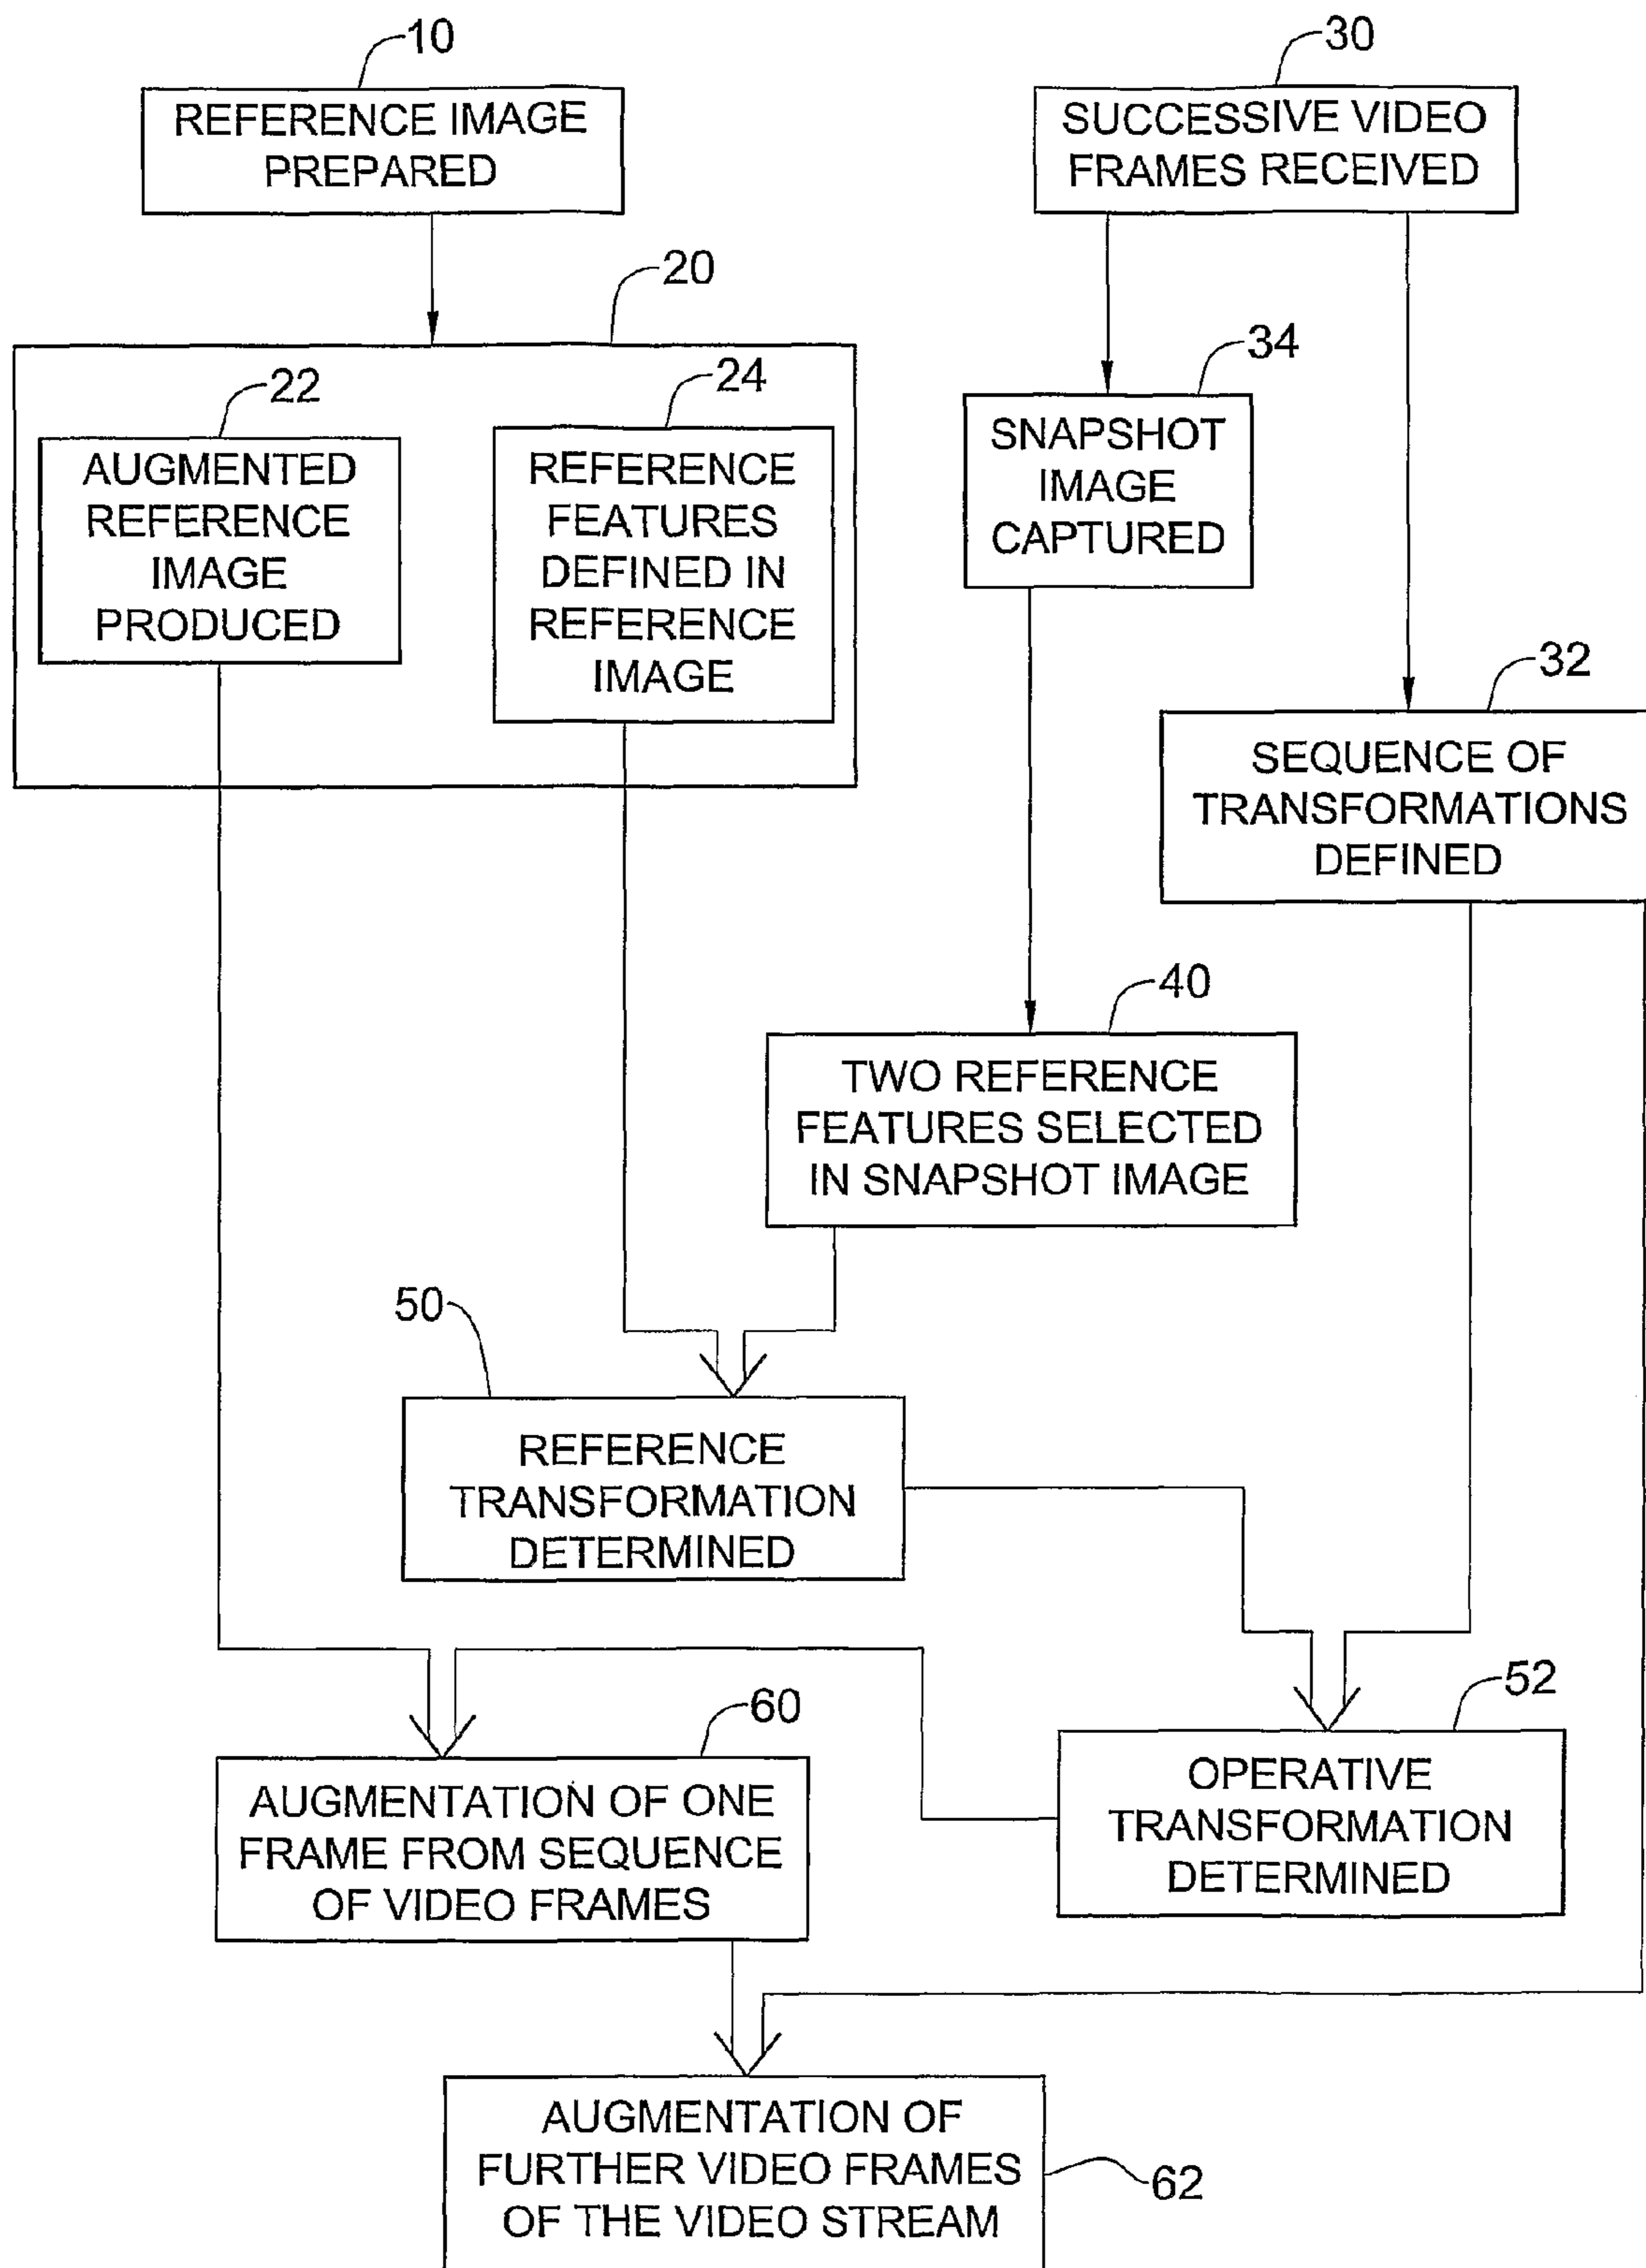 10
REFERENCE IMAGE
PREPARED
30
SUCCESSIVE VIDEO
FRAMES RECEIVED
20
22
AUGMENTED
REFERENCE
IMAGE
PRODUCED
24
REFERENCE
FEATURES
DEFINED IN
REFERENCE
IMAGE
34
SNAPSHOT
IMAGE
CAPTURED
32
SEQUENCE OF
TRANSFORMATIONS
DEFINED
40
TWO REFERENCE
FEATURES SELECTED
IN SNAPSHOT IMAGE
50
REFERENCE
TRANSFORMATION
DETERMINED
52
OPERATIVE
TRANSFORMATION
DETERMINED
60
AUGMENTATION OF ONE
FRAME FROM SEQUENCE
OF VIDEO FRAMES
AUGMENTATION OF
FURTHER VIDEO FRAMES
OF THE VIDEO STREAM
62